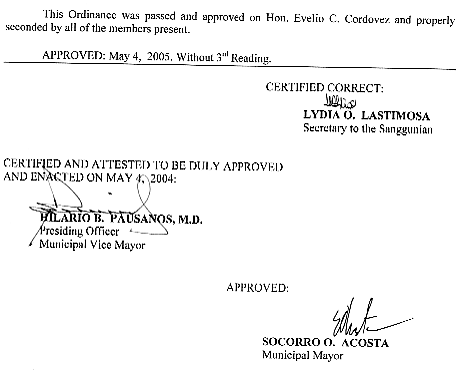 This Ordinance was passed and approved on Hon. Evelio C. Cordovez and properly
seconded by all of the members present.
APPROVED: May 4, 2005. Without 3rd Reading.
CERTIFIED CORRECT:
LYDIA O. LASTIMOSA
Secretary to the Sanggunian
CERTIFIED AND ATTESTED TO BE DULY APPROVED
AND ENACTED ON MAY 4, 2004:
HILARIO B. PAUSANOS, M.D.
Presiding Officer
Municipal Vice Mayor
APPROVED:
SOCORRO O. ACOSTA
Municipal Mayor